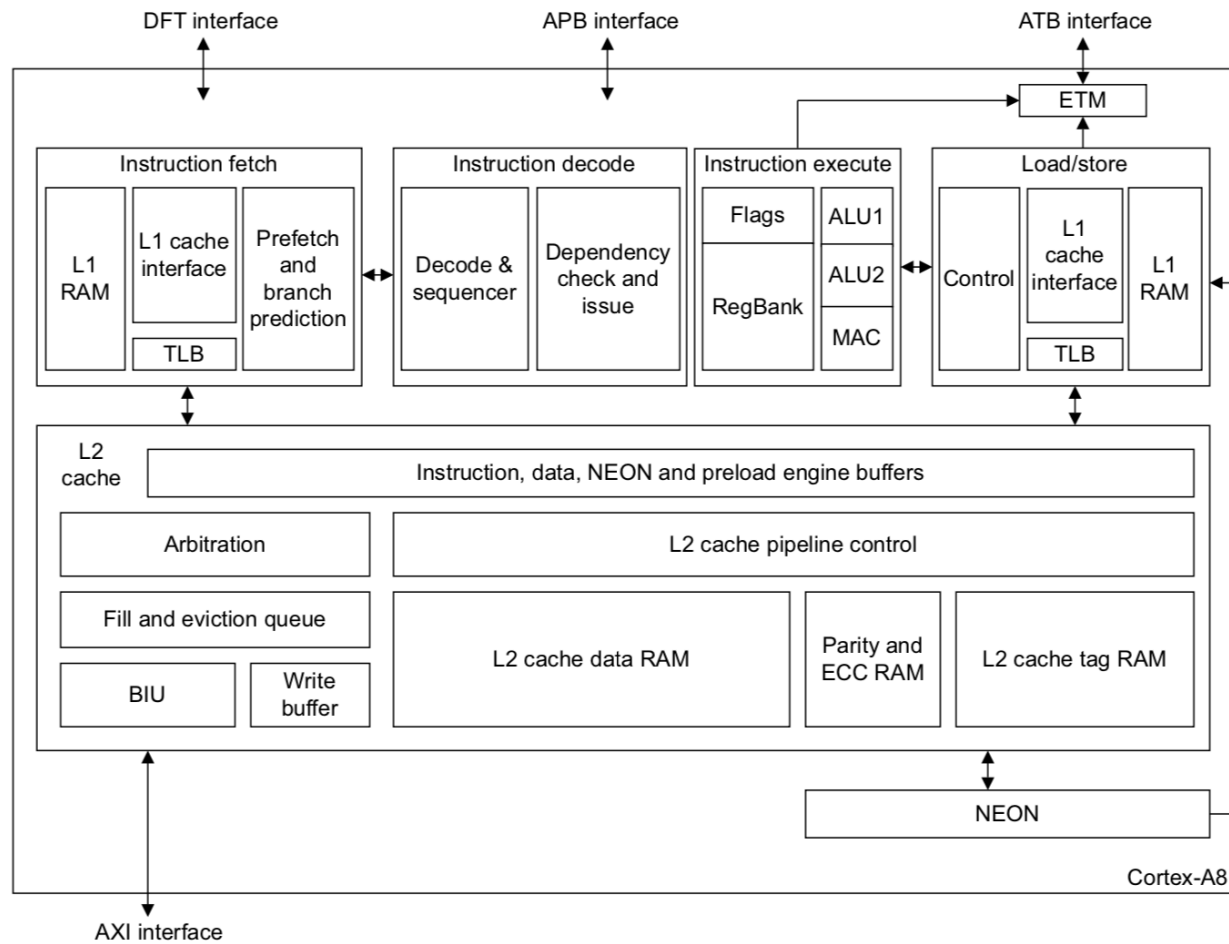 DFT interface
APB interface
ATB interface
ETM
Instruction fetch
L1
RAM
L1 cache
interface
TLB
Prefetch
and
branch
prediction
Instruction decode
Decode &
sequencer
Dependency
check and
issue
Instruction execute
Flags
RegBank
ALU1
ALU2
MAC
Load/store
Control
L1
cache
interface
TLB
L1
RAM
L2
cache
Instruction, data, NEON and preload engine buffers
Arbitration
L2 cache pipeline control
Fill and eviction queue
BIU
Write
buffer
L2 cache data RAM
Parity and
ECC RAM
L2 cache tag RAM
NEON
Cortex-A8
AXI interface